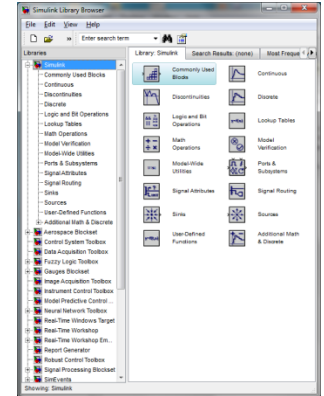 Simulink Library Browser
File Edit View Help
» Enter search term
Libraries
Library: Simulink Search Results: (none) Most Freque
Simulink
Commonly Used Blocks
Continuous
Discontinuities
Discrete
Logic and Bit Operations
Lookup Tables
Math Operations
Model Verification
Model-Wide Utilities
Ports & Subsystems
Signal Attributes
Signal Routing
Sinks
Sources
User-Defined Functions
Additional Math & Discrete
Aerospace Blockset
Control System Toolbox
Data Acquisition Toolbox
Fuzzy Logic Toolbox
Gauges Blockset
Image Acquisition Toolbox
Instrument Control Toolbox
Model Predictive Control ...
Neural Network Toolbox
Real-Time Windows Target
Real-Time Workshop
Real-Time Workshop Em...
Report Generator
Robust Control Toolbox
Signal Processing Blockset
SimEvents
Commonly Used
Blocks
Continuous
Discontinuities
Discrete
Logic and Bit
Operations
Lookup Tables
Math
Operations
Model
Verification
Model-Wide
Utilities
Ports &
Subsystems
Signal Attributes
Signal Routing
Sinks
Sources
User-Defined
Functions
Additional Math
& Discrete
Showing: Simulink